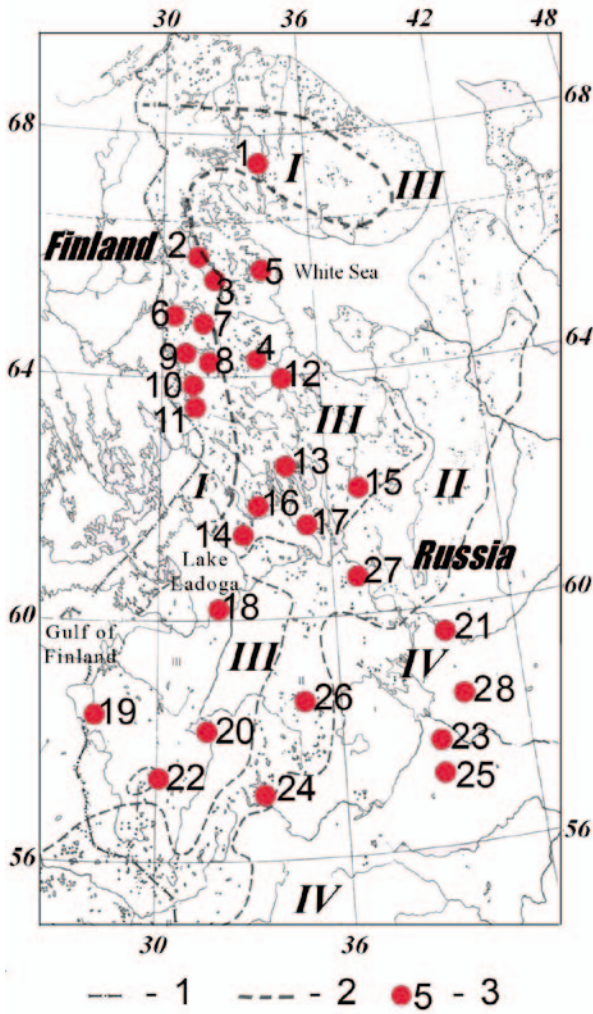 30 36 42 48
68
68
1 I
III
Finland
2
3
5 White Sea
6
7
64
9
8
4
12
64
10
11
III
13
I
16
15
II
14
17
Lake
Ladoga
27
Russia
60
18
60
Gulf of
Finland
III
21
IV
28
19
20
26
23
22
24
25
56
56
IV
30 36
- 1 - 2 5 - 3